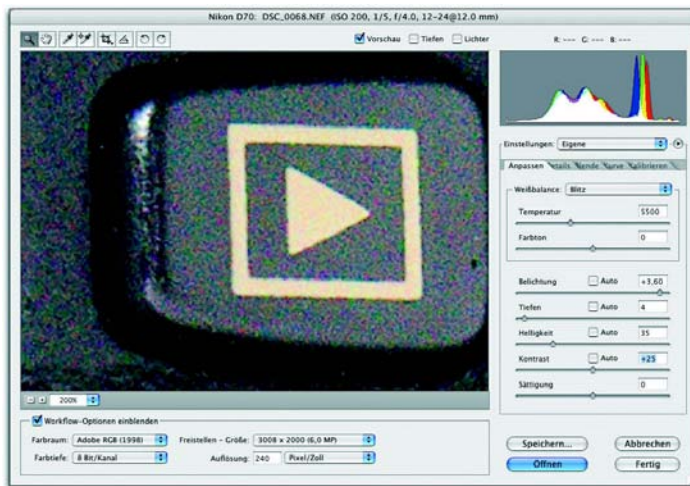 Nikon D70: DSC_0068.NEF (ISO 200, 1/5, f/4.0, 12-24@12.0 mm)
Vorschau Tiefen Lichter R: --- G: --- B: ---
Einstellungen: Eigene
Anpassen Details Kurve Kalibrieren
Weißbalance: Blitz
Temperatur 5500
Farbton 0
Belichtung Auto +3,60
Tiefen Auto 4
Helligkeit Auto 35
Kontrast Auto +25
Sättigung 0
200%
Workflow-Optionen einblenden
Farbraum: Adobe RGB (1998) Freistellen - Größe: 3008 x 2000 (6,0 MP)
Farbtiefe: 8 Bit/Kanal Auflösung: 240 Pixel/Zoll
Speichern... Abbrechen
Öffnen Fertig